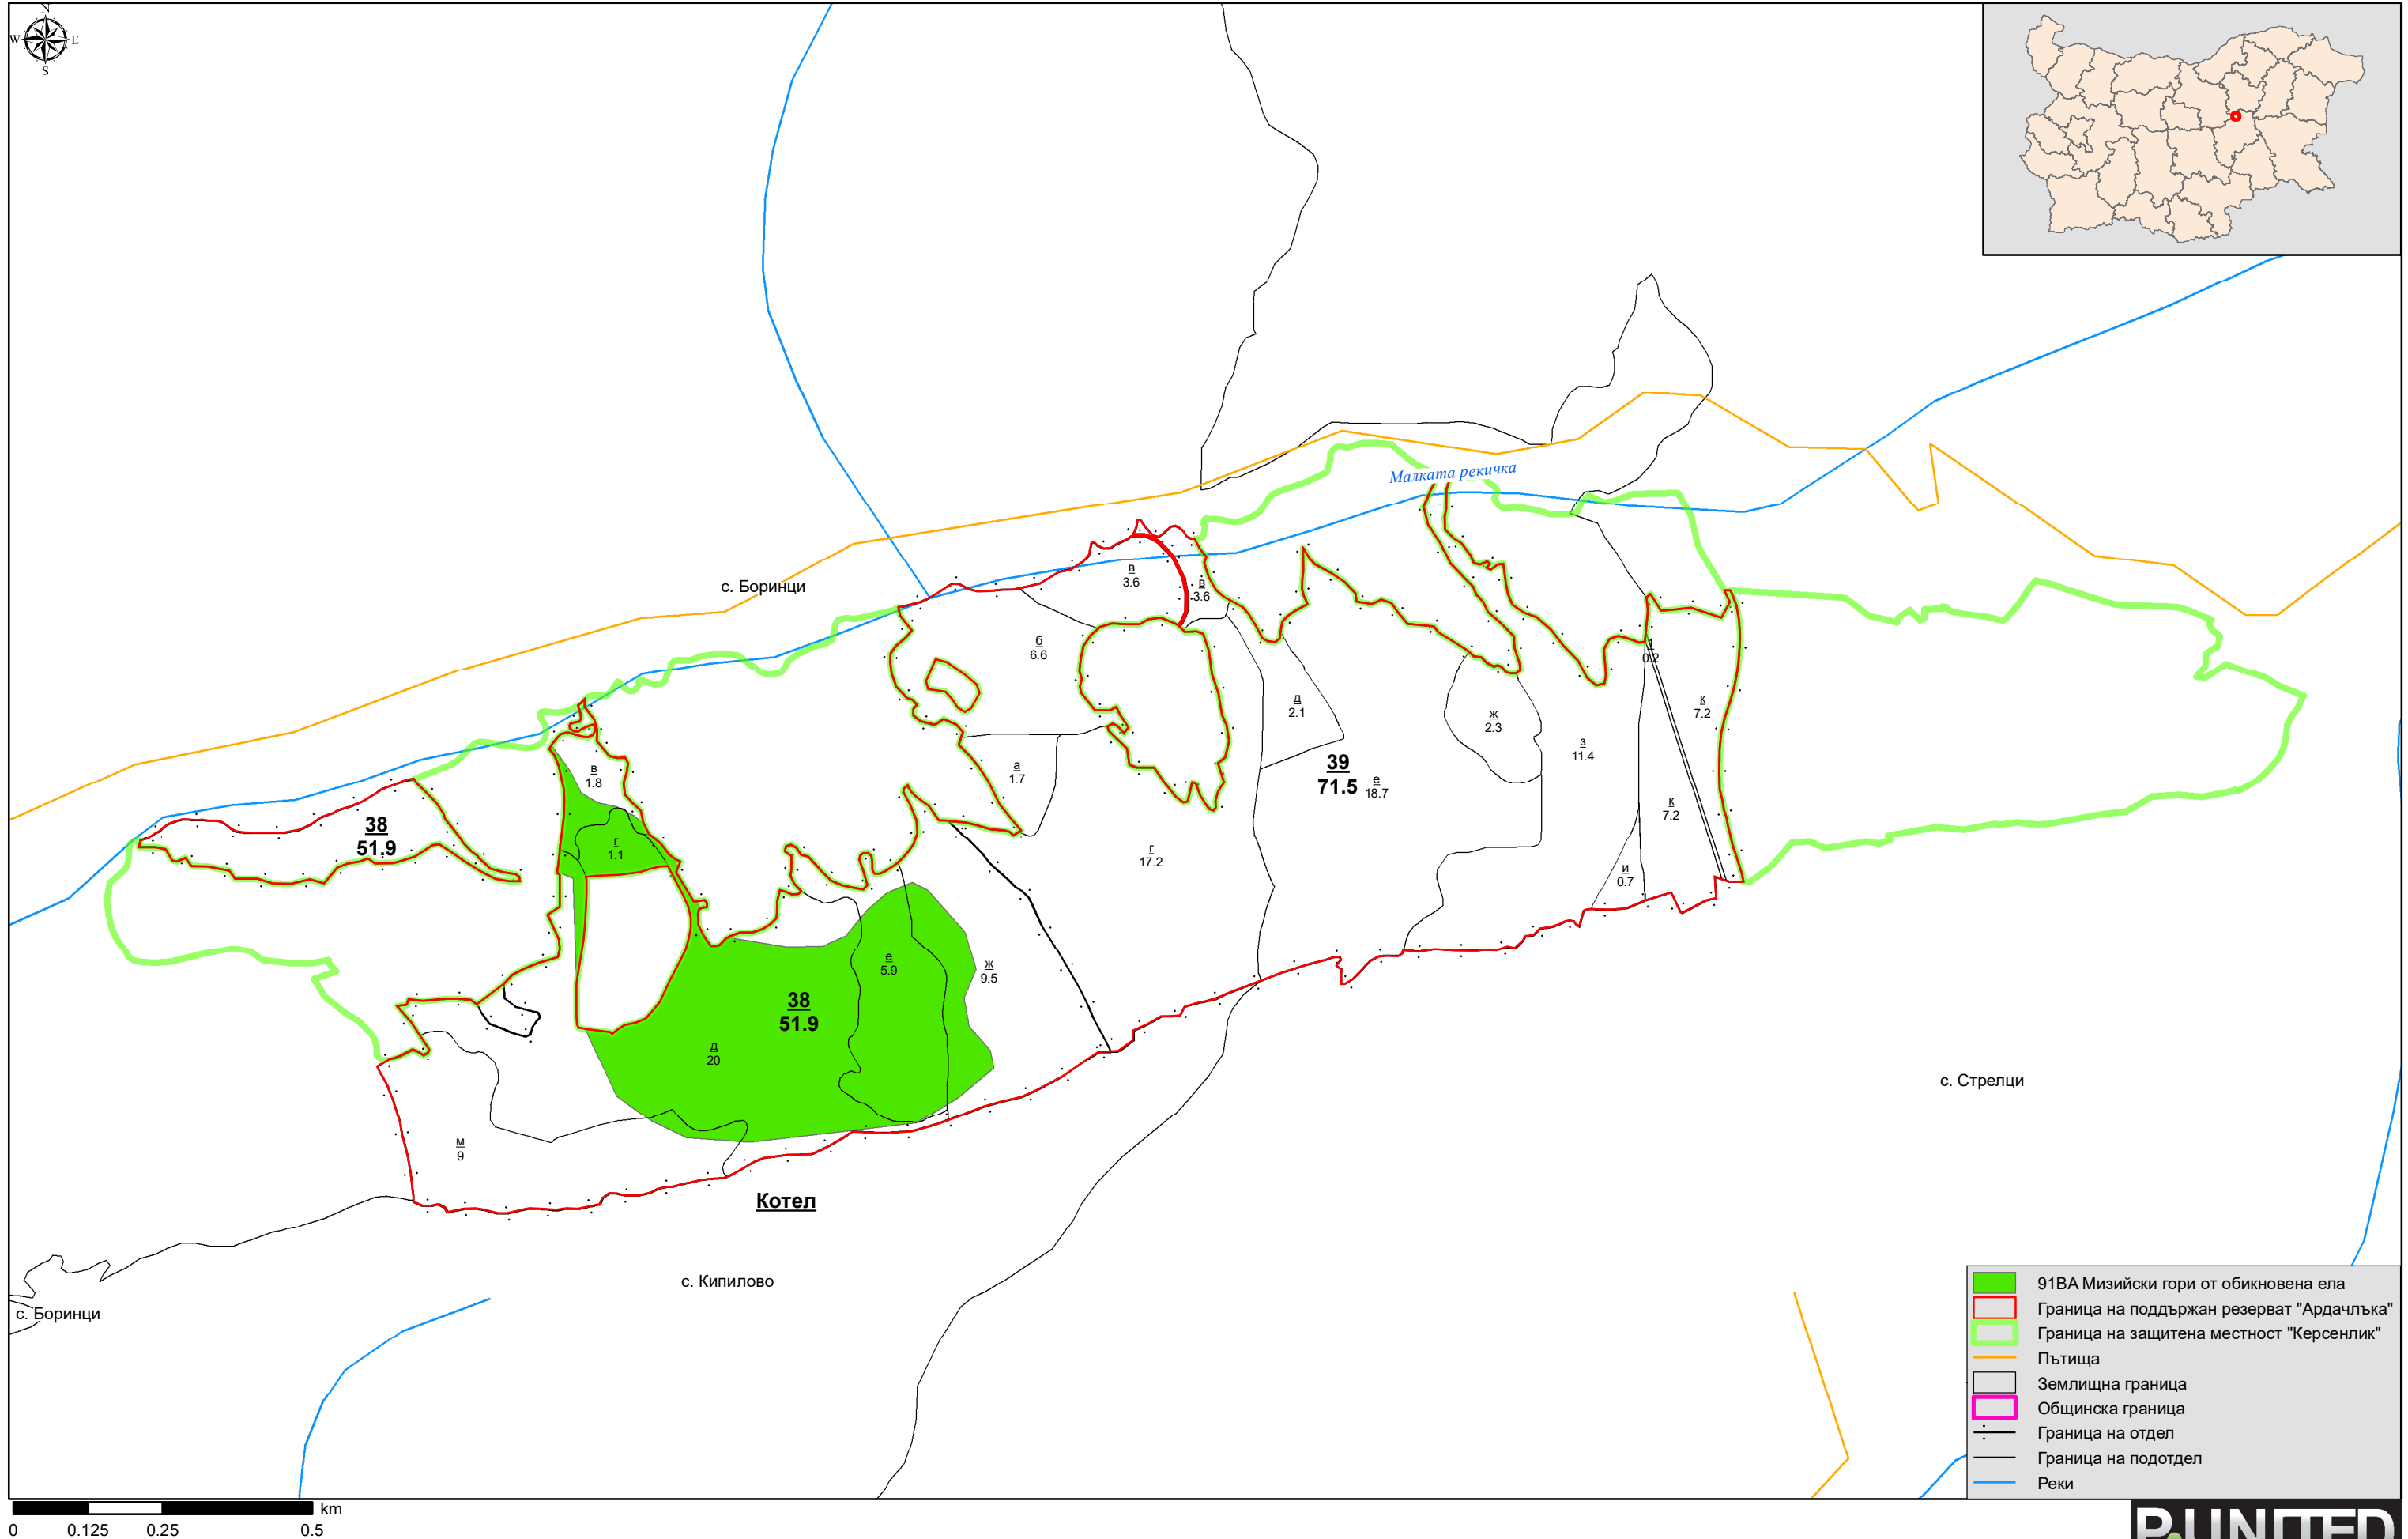 N
W E
S
Малката рекичка
с. Боринци
в
3.6
в
3.6
б
6.6
1
0.2
д
2.1
к
7.2
ж
2.3
з
11.4
а
1.7
в
1.8
39
71.5
е
18.7
к
7.2
38
51.9
г
1.1
г
17.2
и
0.7
е
5.9
ж
9.5
38
51.9
д
20
с. Стрелци
м
9
Котел
с. Кипилово
с. Боринци
91BA Мизийски гори от обикновена ела
Граница на поддържан резерват "Ардачлъка"
Граница на защитена местност "Керсенлик"
Пътища
Землищна граница
Общинска граница
Граница на отдел
Граница на подотдел
Реки
km
0 0.125 0.25 0.5
P.UNITED